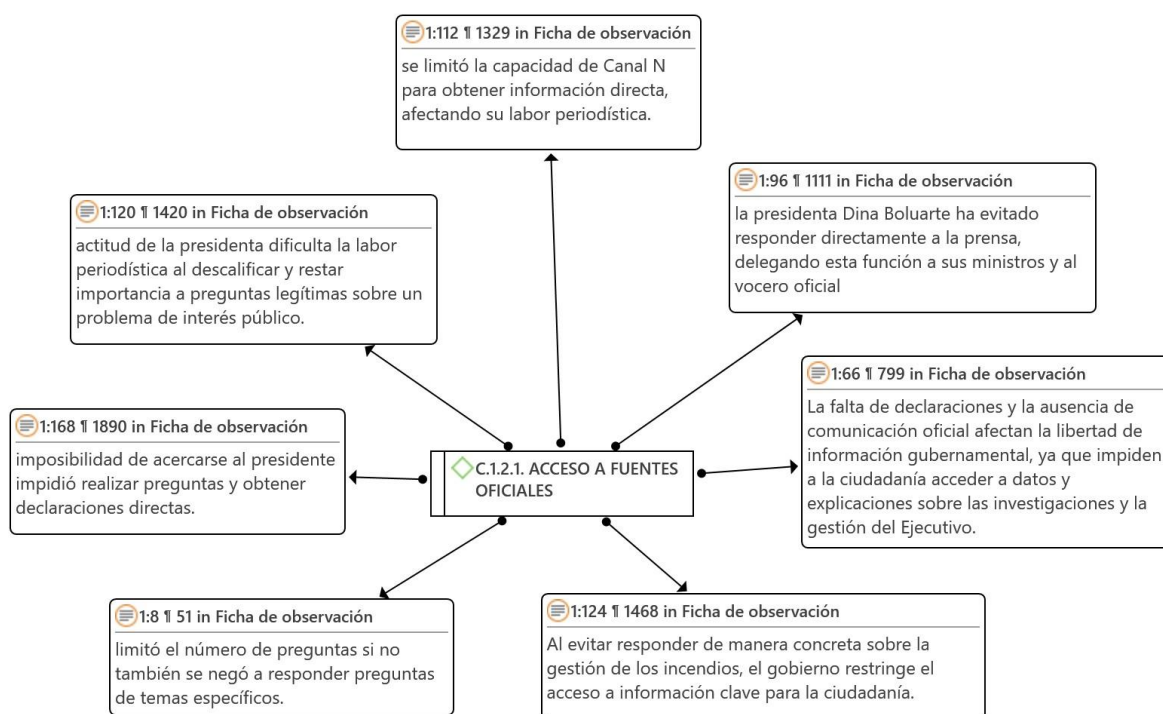 1:112 ¶ 1329 in Ficha de observación
se limitó la capacidad de Canal N
para obtener información directa,
afectando su labor periodística.
1:96 ¶ 1111 in Ficha de observación
la presidenta Dina Boluarte ha evitado
responder directamente a la prensa,
delegando esta función a sus ministros y al
vocero oficial
1:120 ¶ 1420 in Ficha de observación
actitud de la presidenta dificulta la labor
periodística al descalificar y restar
importancia a preguntas legítimas sobre un
problema de interés público.
1:66 ¶ 799 in Ficha de observación
La falta de declaraciones y la ausencia de
comunicación oficial afectan la libertad de
información gubernamental, ya que impiden
a la ciudadanía acceder a datos y
explicaciones sobre las investigaciones y la
gestión del Ejecutivo.
1:168 ¶ 1890 in Ficha de observación
imposibilidad de acercarse al presidente
impidió realizar preguntas y obtener
declaraciones directas.
C.1.2.1. ACCESO A FUENTES
OFICIALES
1:8 ¶ 51 in Ficha de observación
limitó el número de preguntas si no
también se negó a responder preguntas
de temas específicos.
1:124 ¶ 1468 in Ficha de observación
Al evitar responder de manera concreta sobre la
gestión de los incendios, el gobierno restringe el
acceso a información clave para la ciudadanía.